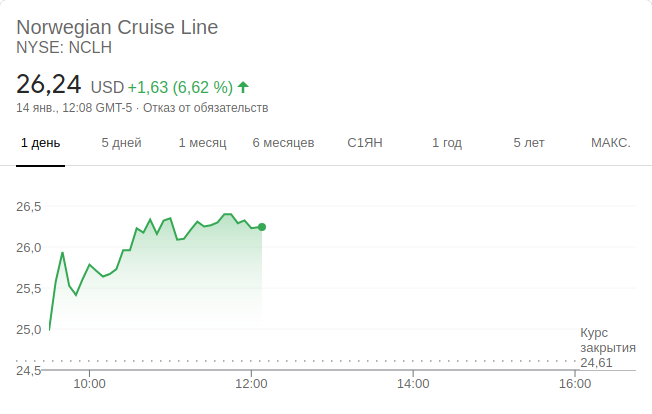 Norwegian Cruise Line
NYSE: NCLH
26,24 USD +1,63 (6,62 %)
14 янв., 12:08 GMT-5 · Отказ от обязательств
1 день 5 дней 1 месяц 6 месяцев С1ЯН 1 год 5 лет МАКС.
26,5
26,0
25,5
25,0
24,5
Курс
закрытия
24,61
10:00 12:00 14:00 16:00